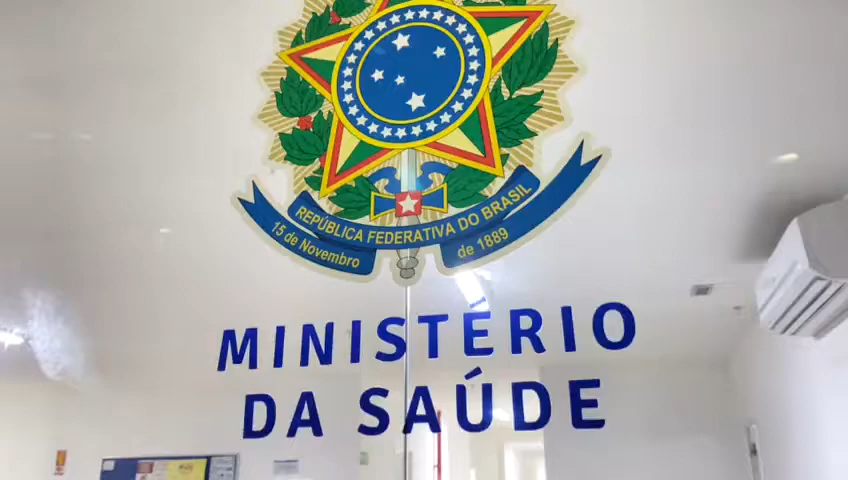 REPÚBLICA FEDERATIVA DO BRASIL
15 de Novembro de 1889
MINISTÉRIO
DA SAÚDE